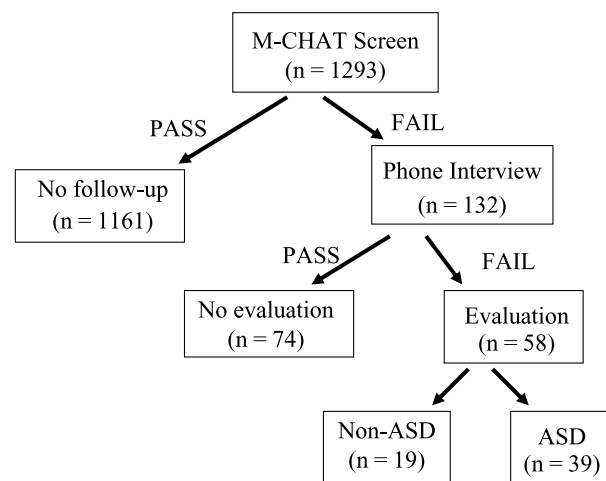 M-CHAT Screen
(n = 1293)
PASS
FAIL
No follow-up
(n = 1161)
Phone Interview
(n = 132)
PASS
FAIL
No evaluation
(n = 74)
Evaluation
(n = 58)
Non-ASD
(n = 19)
ASD
(n = 39)